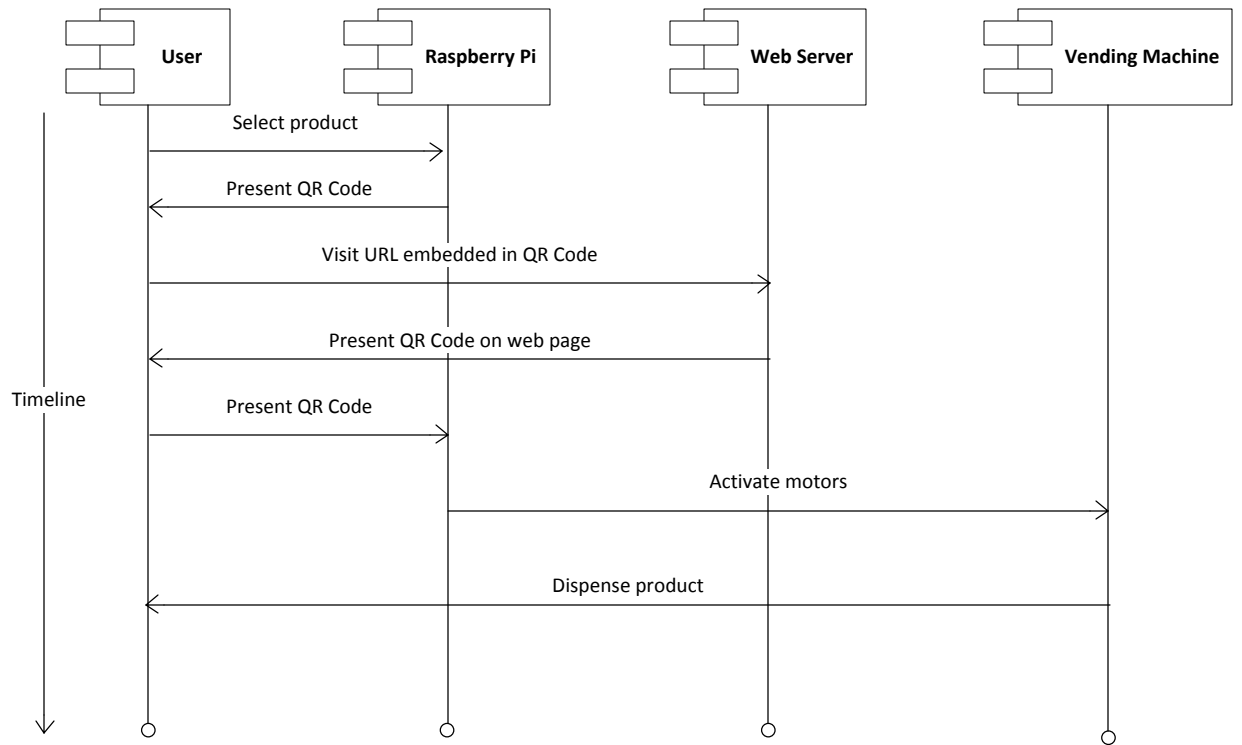 User
Raspberry Pi
Web Server
Vending Machine
Select product
Present QR Code
Visit URL embedded in QR Code
Present QR Code on web page
Timeline
Present QR Code
Activate motors
Dispense product